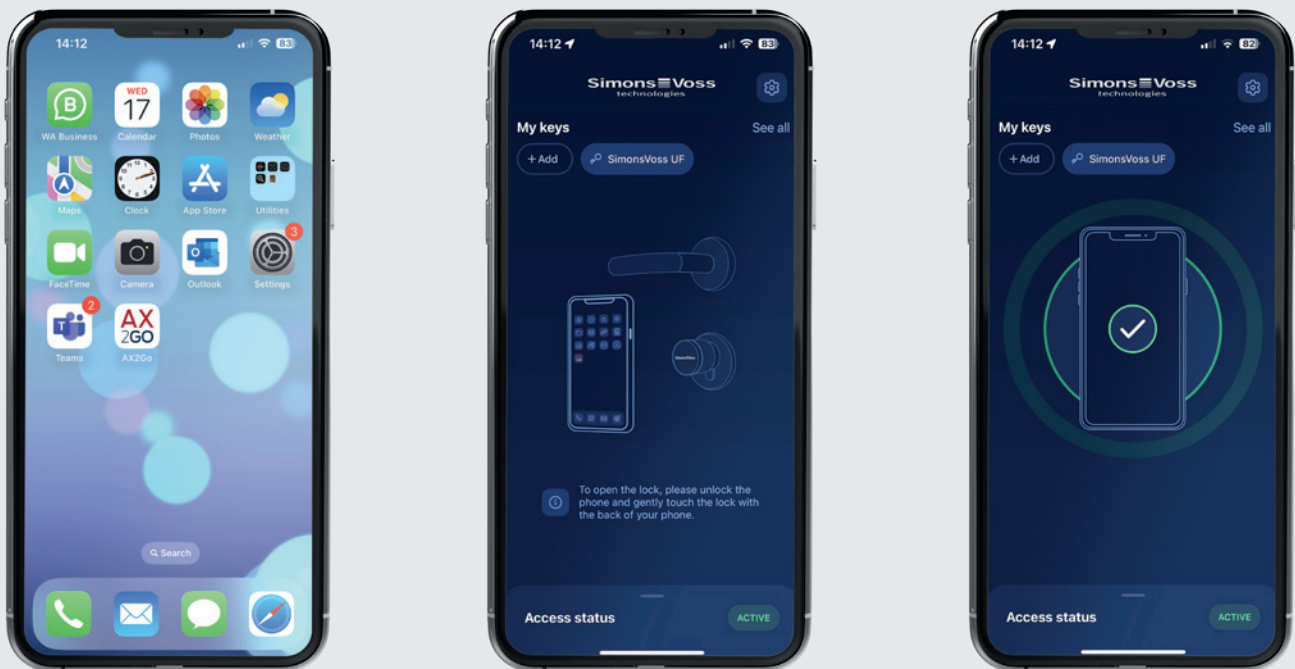 14:12
83
B
WED
17
WA Business
Calendar
Photos
Weather
Maps
Clock
App Store
Utilities
3
FaceTime
Camera
Outlook
Settings
2
AX
2GO
Teams
AX2Go
Search
14:12
83
SimonsVoss
technologies
My keys
See all
+ Add
SimonsVoss UF
To open the lock, please unlock the
phone and gently touch the lock with
the back of your phone.
Access status
ACTIVE
14:12
82
SimonsVoss
technologies
My keys
See all
+ Add
SimonsVoss UF
Access status
ACTIVE